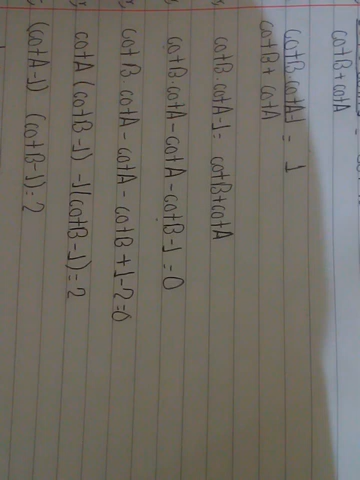 cotB+cotA
cotB.cotA-1 = 1
cotB+ cotA
cotB.cotA-1= cotB+cotA
cotB.cotA-cotA-cotB-1=0
cotB.cotA-cotA-cotB+1-2=0
cotA(cotB-1)-1(cotB-1)=2
(cotA-1) (cotB-1)=2